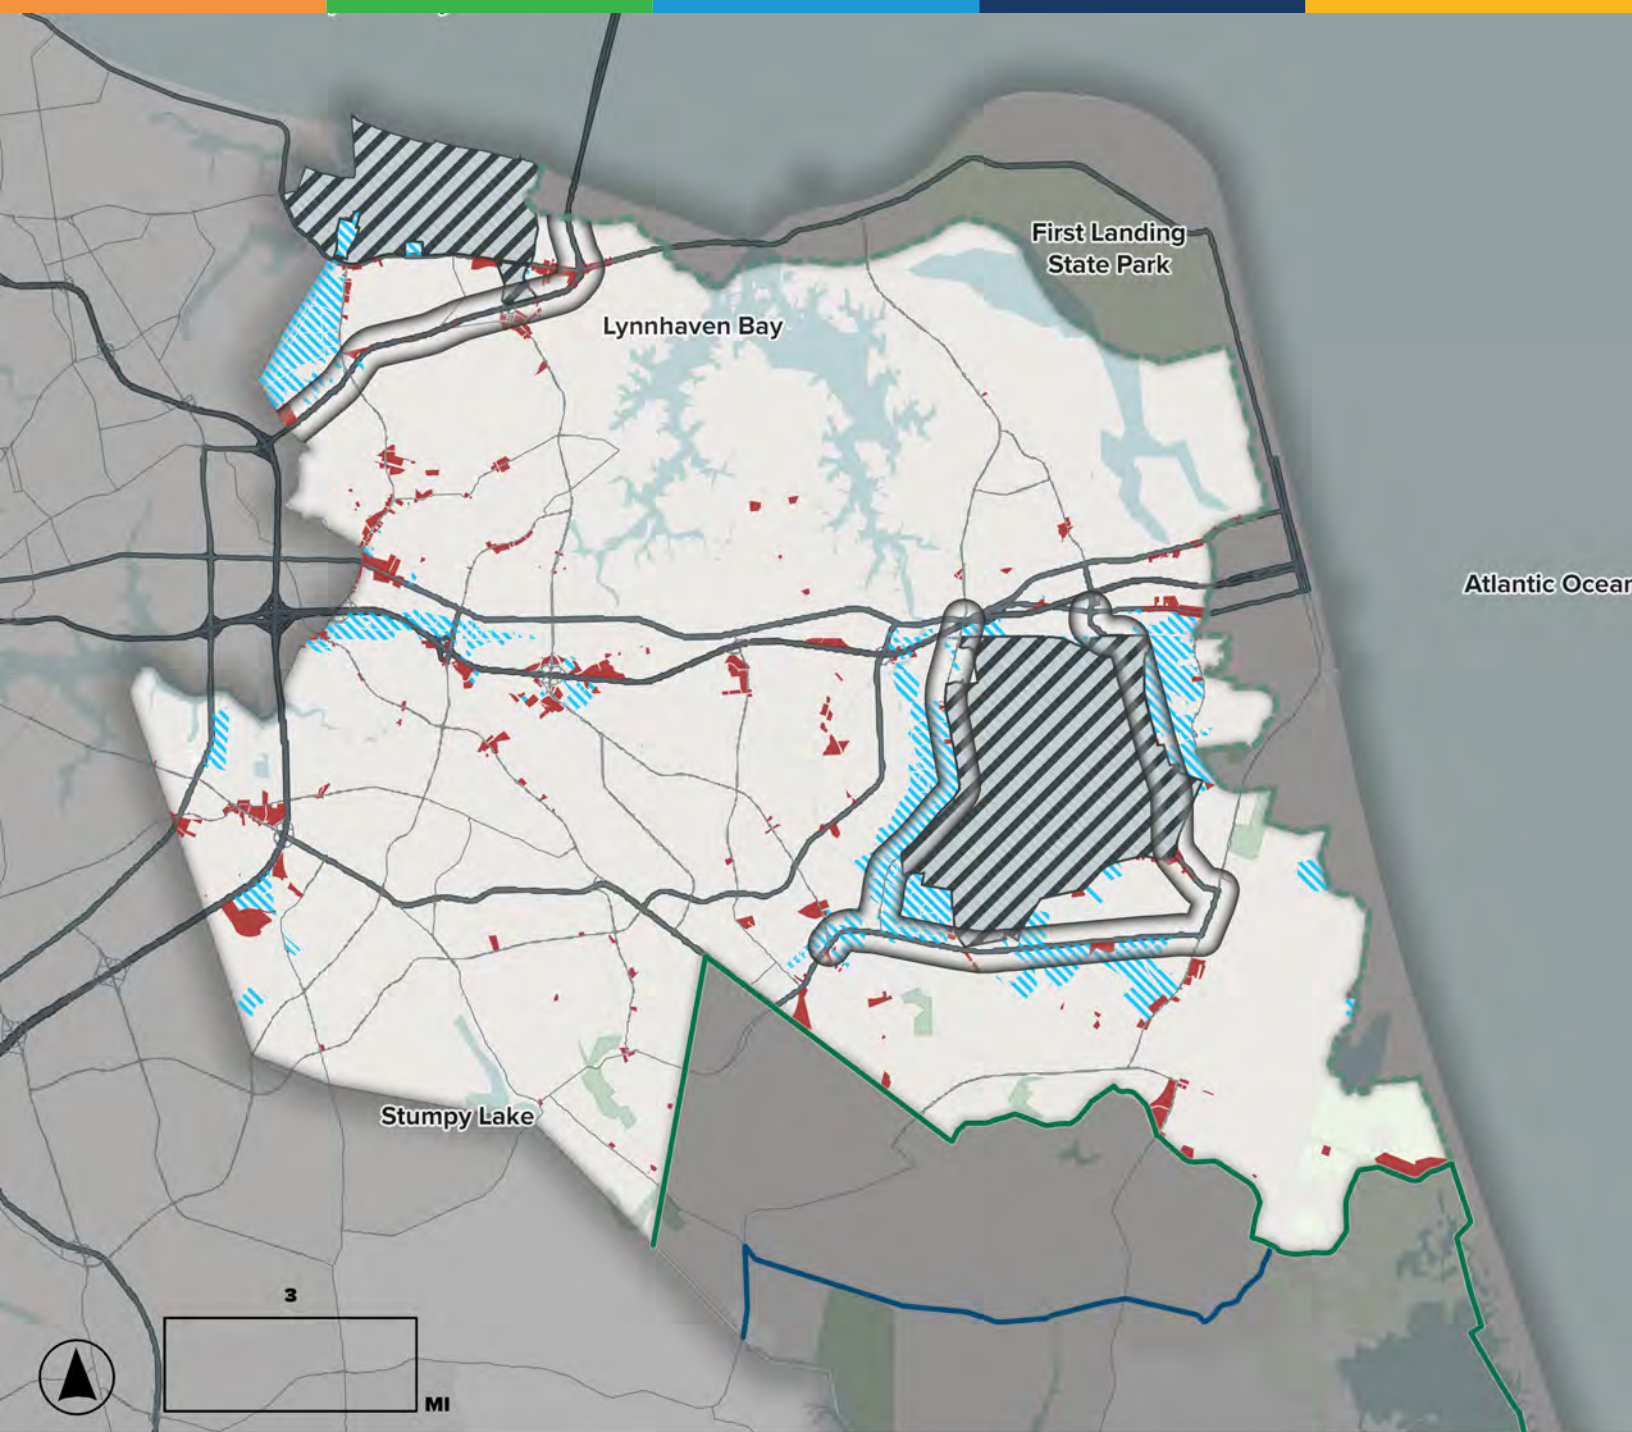 First Landing
State Park
Lynnhaven Bay
Atlantic Ocean
Stumpy Lake
3
MI